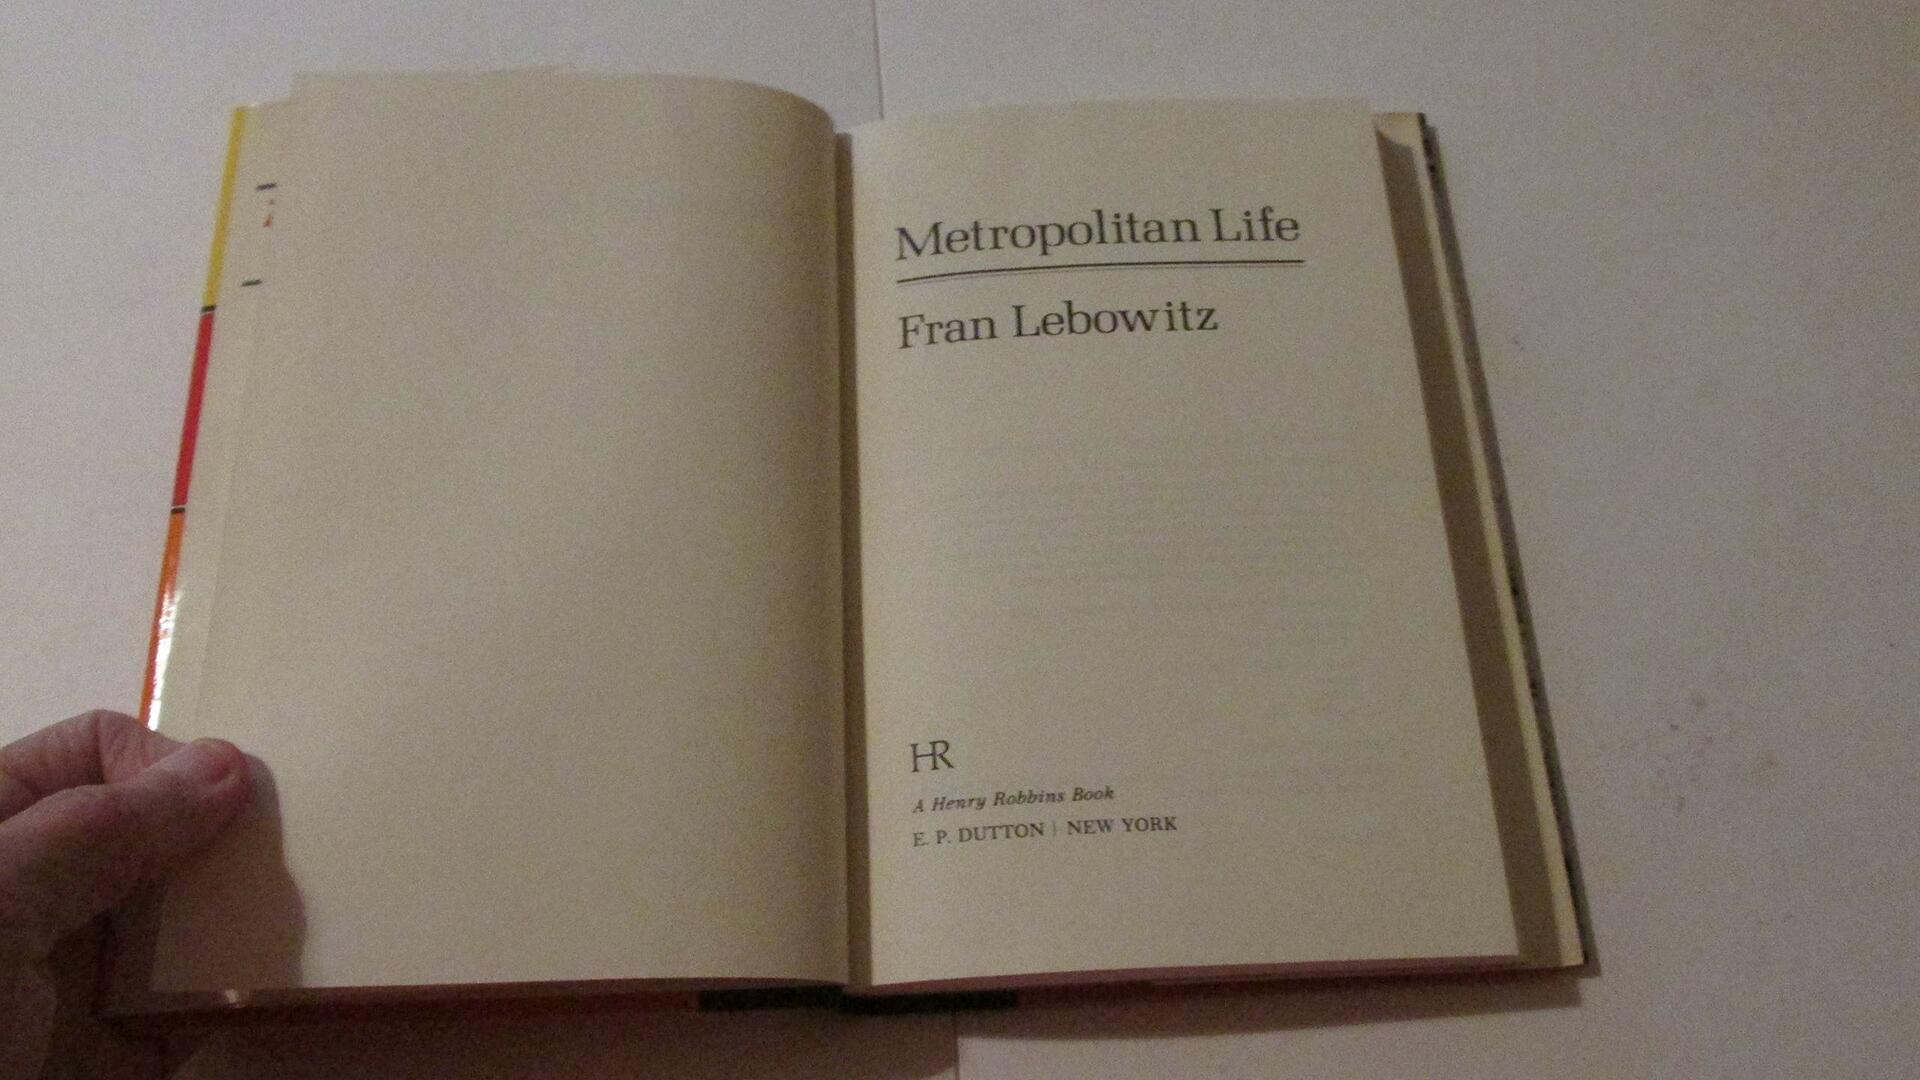 Metropolitan Life
Fran Lebowitz
HR
A Henry Robbins Book
E. P. DUTTON | NEW YORK